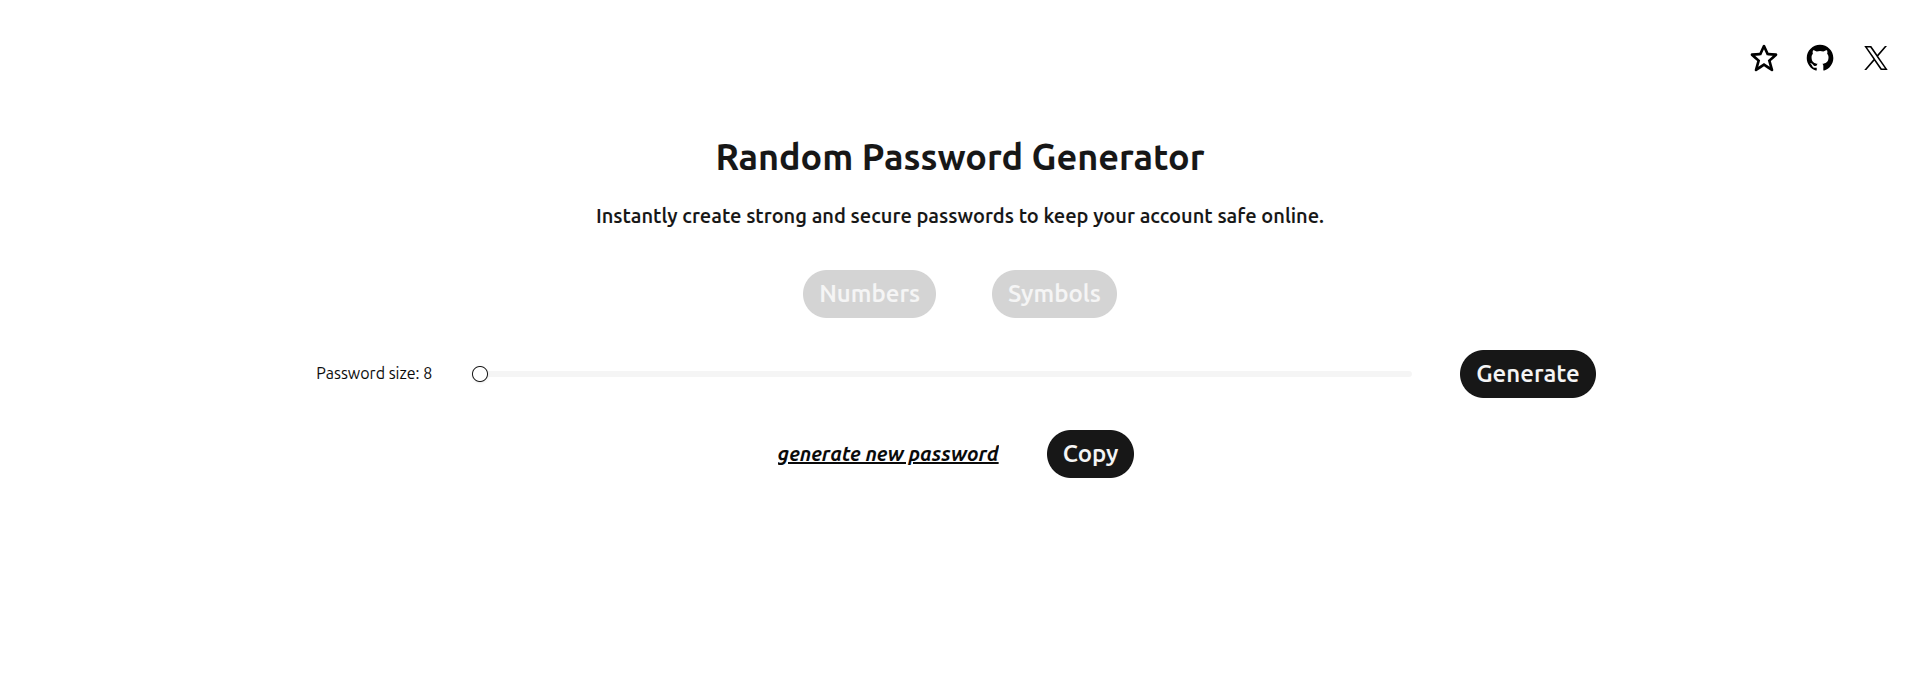 Random Password Generator
Instantly create strong and secure passwords to keep your account safe online.
Numbers Symbols
Password size: 8 Generate
generate new password Copy